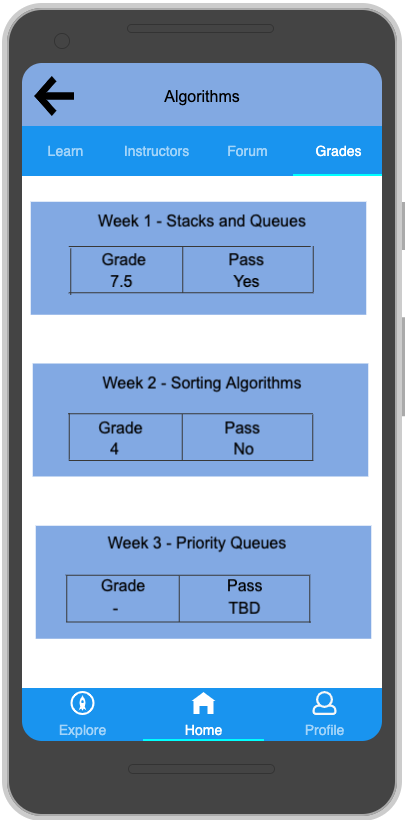 Algorithms
Learn Instructors Forum Grades
Week 1 - Stacks and Queues
Grade Pass
7.5 Yes
Week 2 - Sorting Algorithms
Grade Pass
4 No
Week 3 - Priority Queues
Grade Pass
- TBD
Explore Home Profile